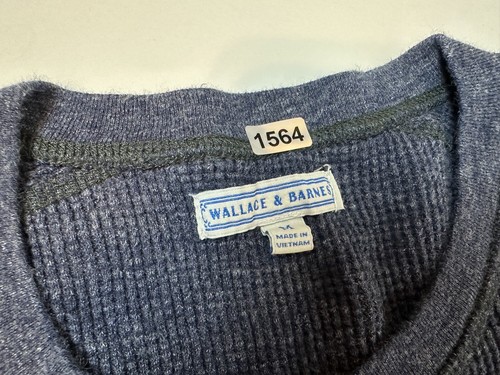 1564
WALLACE & BARNES
M
MADE IN
VIETNAM